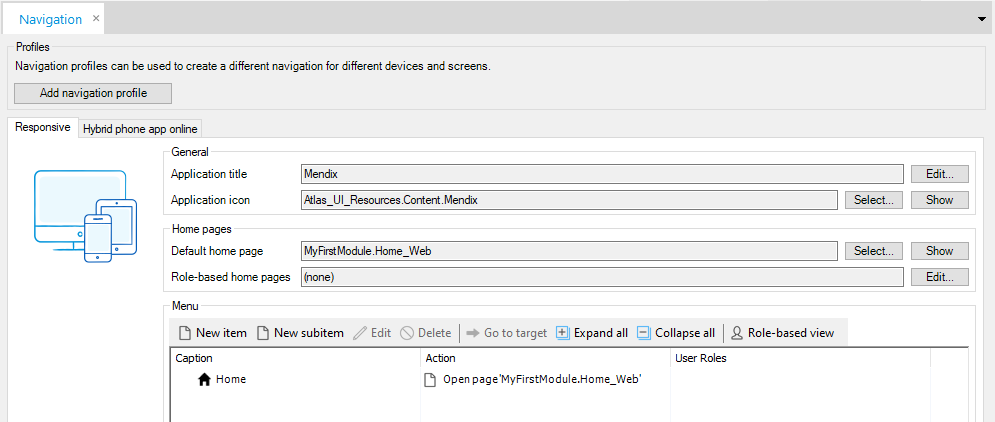 Navigation ×
Profiles
Navigation profiles can be used to create a different navigation for different devices and screens.
Add navigation profile
Responsive Hybrid phone app online
General
Application title Mendix Edit...
Application icon Atlas_UI_Resources.Content.Mendix Select... Show
Home pages
Default home page MyFirstModule.Home_Web Select... Show
Role-based home pages (none) Edit...
Menu
New item New subitem Edit Delete Go to target Expand all Collapse all Role-based view
Caption Action User Roles
Home Open page'MyFirstModule.Home_Web'